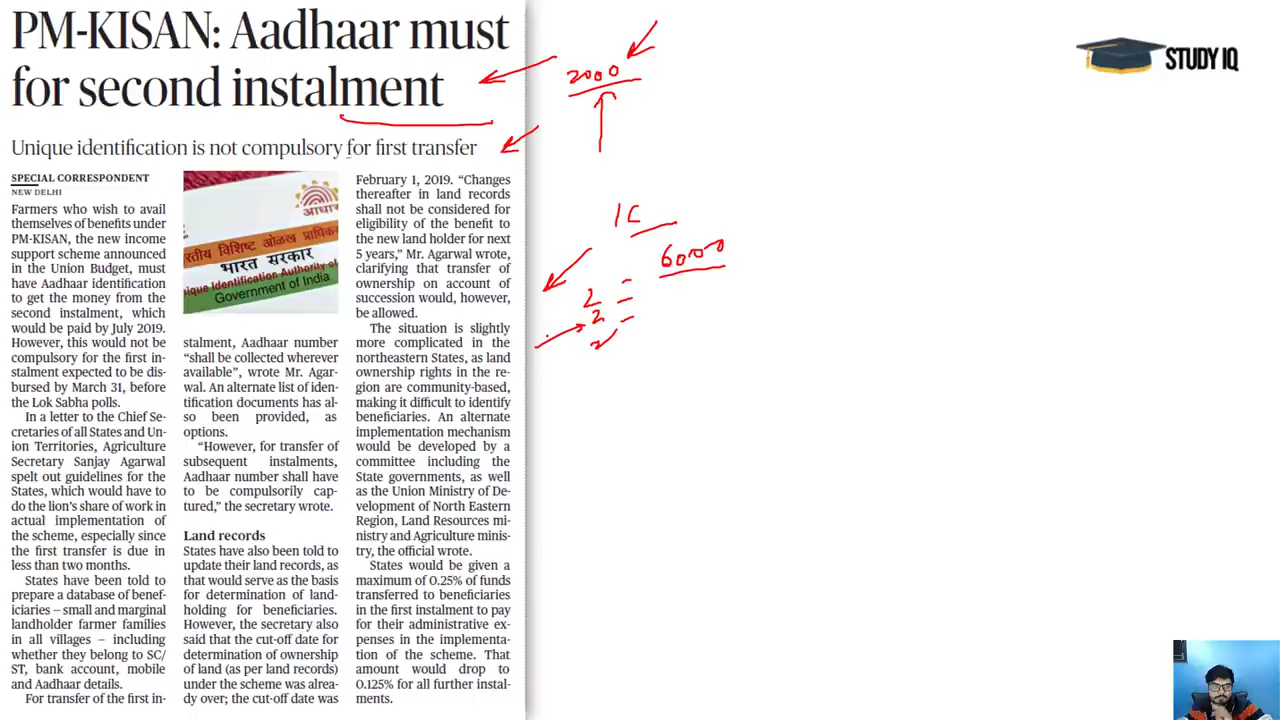 PM-KISAN: Aadhaar must
for second instalment
Unique identification is not compulsory for first transfer
SPECIAL CORRESPONDENT
NEW DELHI
Farmers who wish to avail
themselves of benefits under
PM-KISAN, the new income
support scheme announced
in the Union Budget, must
have Aadhaar identification
to get the money from the
second instalment, which
would be paid by July 2019.
However, this would not be
compulsory for the first in-
stalment expected to be dis-
bursed by March 31, before
the Lok Sabha polls.
In a letter to the Chief Se-
cretaries of all States and Un-
ion Territories, Agriculture
Secretary Sanjay Agarwal
spelt out guidelines for the
States, which would have to
do the lion's share of work in
actual implementation of
the scheme, especially since
the first transfer is due in
less than two months.
States have been told to
prepare a database of benef-
iciaries – small and marginal
landholder farmer families
in all villages – including
whether they belong to SC/
ST, bank account, mobile
and Aadhaar details.
For transfer of the first in-
भारत सरकार
Unique Identification Authority of
Government of India
stalment, Aadhaar number
“shall be collected wherever
available”, wrote Mr. Agar-
wal. An alternate list of iden-
tification documents has al-
so been provided, as
options.
“However, for transfer of
subsequent instalments,
Aadhaar number shall have
to be compulsorily cap-
tured,” the secretary wrote.
Land records
States have also been told to
update their land records, as
that would serve as the basis
for determination of land-
holding for beneficiaries.
However, the secretary also
said that the cut-off date for
determination of ownership
of land (as per land records)
under the scheme was alrea-
dy over; the cut-off date was
February 1, 2019. “Changes
thereafter in land records
shall not be considered for
eligibility of the benefit to
the new land holder for next
5 years,” Mr. Agarwal wrote,
clarifying that transfer of
ownership on account of
succession would, however,
be allowed.
The situation is slightly
more complicated in the
northeastern States, as land
ownership rights in the re-
gion are community-based,
making it difficult to identify
beneficiaries. An alternate
implementation mechanism
would be developed by a
committee including the
State governments, as well
as the Union Ministry of De-
velopment of North Eastern
Region, Land Resources mi-
nistry and Agriculture minis-
try, the official wrote.
States would be given a
maximum of 0.25% of funds
transferred to beneficiaries
in the first instalment to pay
for their administrative ex-
penses in the implementa-
tion of the scheme. That
amount would drop to
0.125% for all further instal-
ments.
2000
6000
2
2
2
STUDY IQ